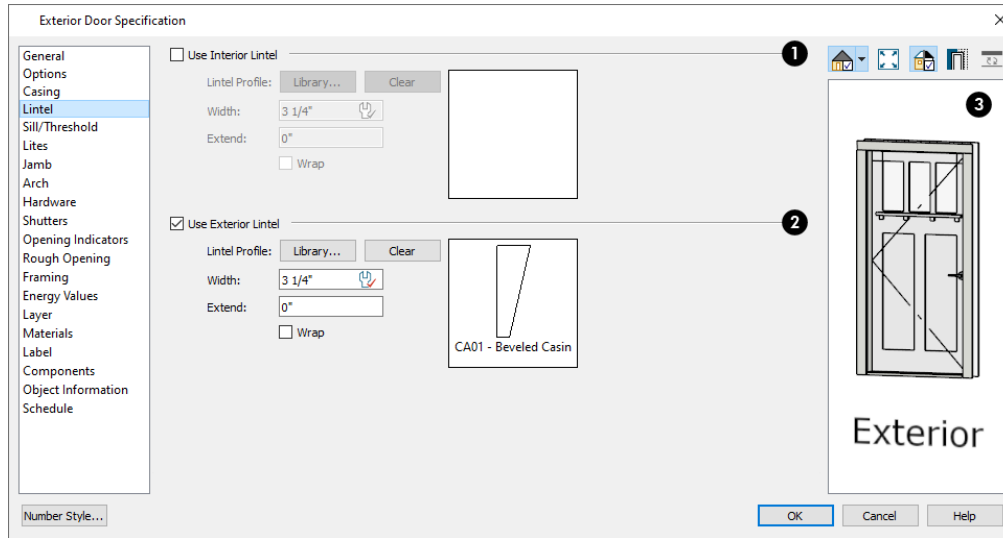 Exterior Door Specification
General
Options
Casing
Lintel
Sill/Threshold
Lites
Jamb
Arch
Hardware
Shutters
Opening Indicators
Rough Opening
Framing
Energy Values
Layer
Materials
Label
Components
Object Information
Schedule
Use Interior Lintel
1
Lintel Profile: Library... Clear
Width: 3 1/4"
Extend: 0"
Wrap
Use Exterior Lintel
2
Lintel Profile: Library... Clear
Width: 3 1/4"
Extend: 0"
Wrap
CA01 - Beveled Casin
3
Exterior
Number Style...
OK Cancel Help